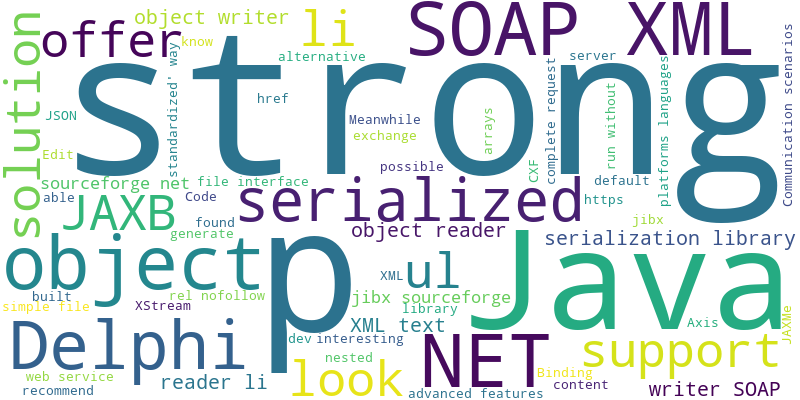 object writer
li
SOAP XML
offer
know
alternative
server
solution
strong
standardized' way
href
JSON
Meanwhile
exchange
arrays
complete request
run without
platforms languages
Communication scenarios
Edit
possible
CXF
default
sourceforge net
file interface
able
Code
serialized
https
JAXB
found
object reader
jibx
generate
serialization library
object
p
ul
Java
XML
built
rel nofollow
jibx sourceforge
simple file
XStream
library
XML text
Axis
JAXMe
Delphi
dev
interesting
NET
support
nested
look
Binding
web service
reader li
content
recommend
advanced features
writer SOAP